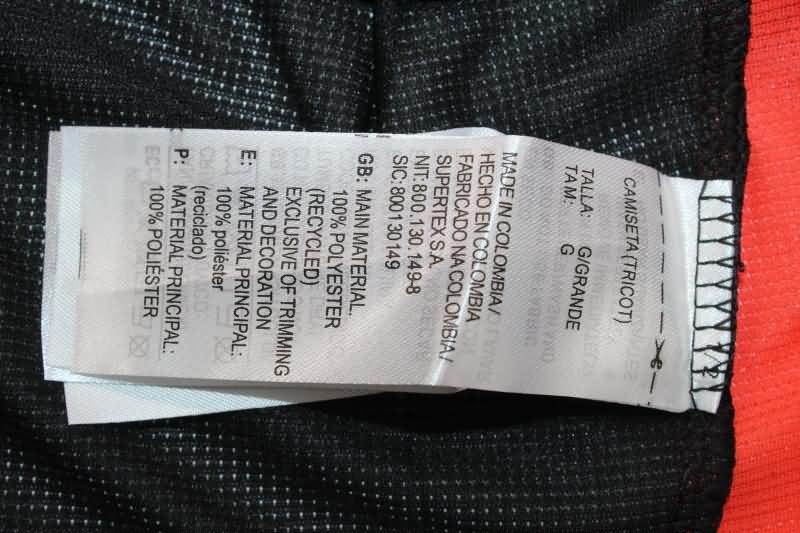 CAMISETA(TRICOT)
TALLA: G/GRANDE
TAM: G
MADE IN COLOMBIA/
HECHO EN COLOMBIA
FABRICADO NA COLOMBIA/
SUPERTEX S.A.
NIT: 800.130.149-8
SIC: 800130149
GB: MAIN MATERIAL.
100% POLYESTER
(RECYCLED)
EXCLUSIVE OF TRIMMING
AND DECORATION
E: MATERIAL PRINCIPAL:
100% poliéster
(reciclado)
P: MATERIAL PRINCIPAL:
100% POLIÉSTER